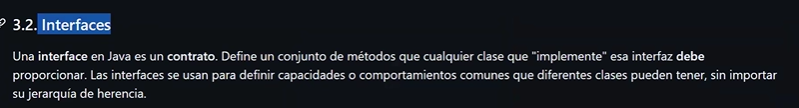 3.2. Interfaces
Una interface en Java es un contrato. Define un conjunto de métodos que cualquier clase que "implemente" esa interfaz debe
proporcionar. Las interfaces se usan para definir capacidades o comportamientos comunes que diferentes clases pueden tener, sin importar
su jerarquía de herencia.